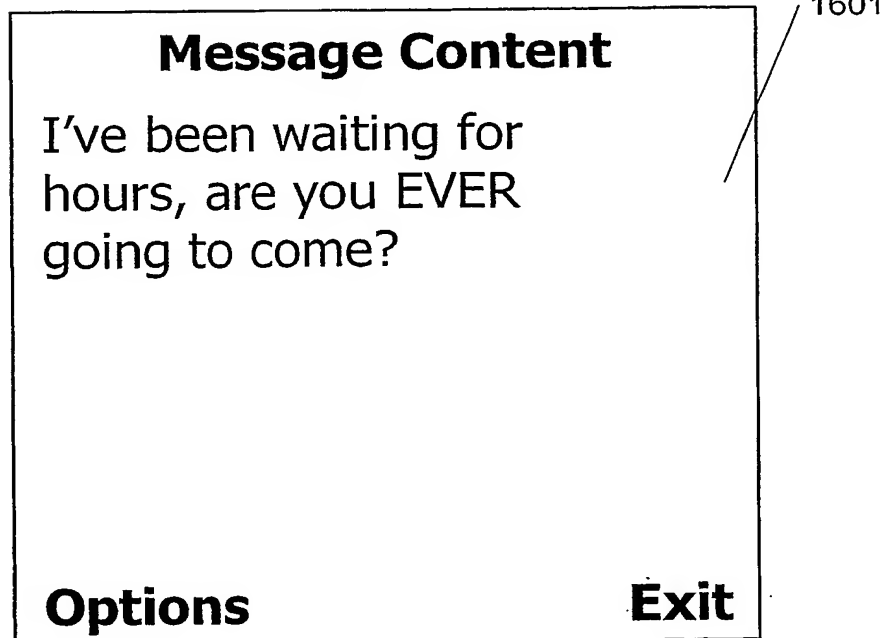 1601
Message Content
I've been waiting for
hours, are you EVER
going to come?
Options Exit